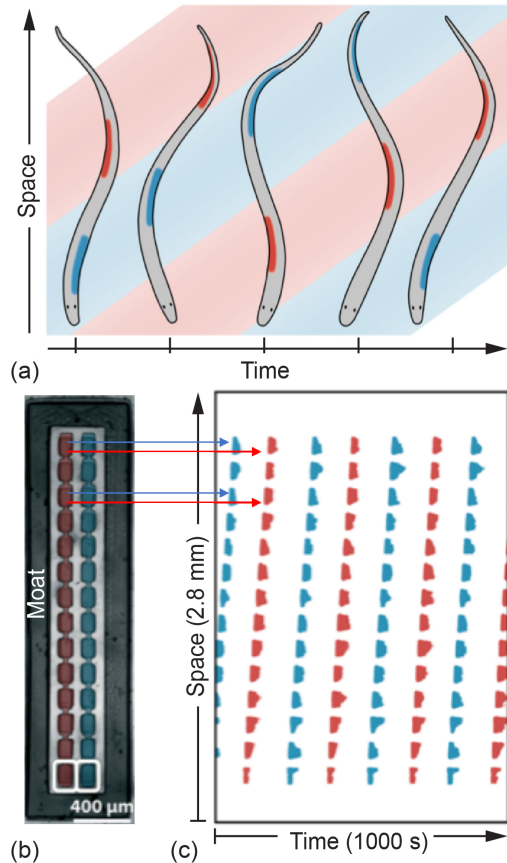 Space
(a)
Time
Moat
400 μm
(b)
Space (2.8 mm)
(c)
Time (1000 s)